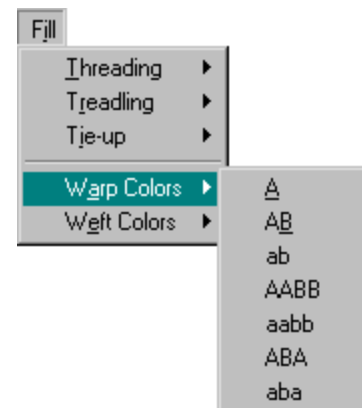 Fill
Threading
Treadling
Tie-up
Warp Colors
Weft Colors
A
AB
ab
AABB
aabb
ABA
aba